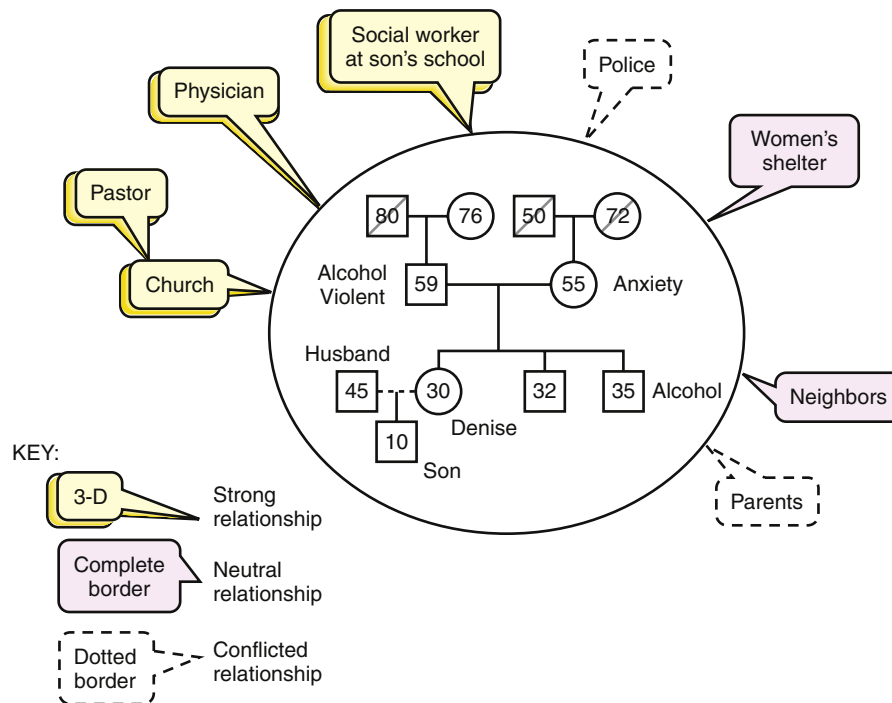 Social worker
at son's school
Police
Physician
Women's
shelter
Pastor
Church
80 76 50 72
Alcohol
Violent
59 55 Anxiety
Husband
45 30 32 35 Alcohol
Denise
10
Son
Neighbors
Parents
KEY:
3-D
Strong
relationship
Complete
border
Neutral
relationship
Dotted
border
Conflicted
relationship